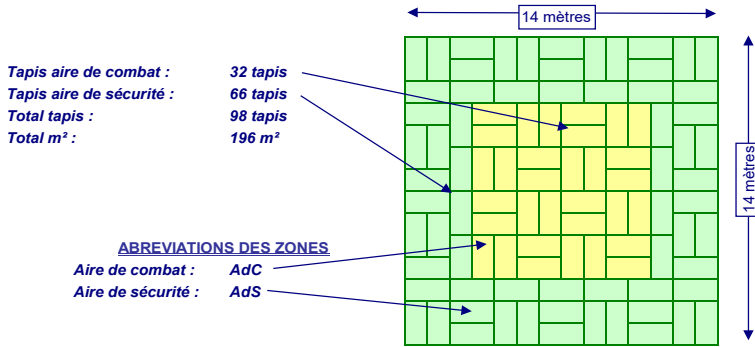 14 mètres
Tapis aire de combat : 32 tapis
Tapis aire de sécurité : 66 tapis
Total tapis : 98 tapis
Total m² : 196 m²
14 mètres
ABREVIATIONS DES ZONES
Aire de combat : AdC
Aire de sécurité : AdS